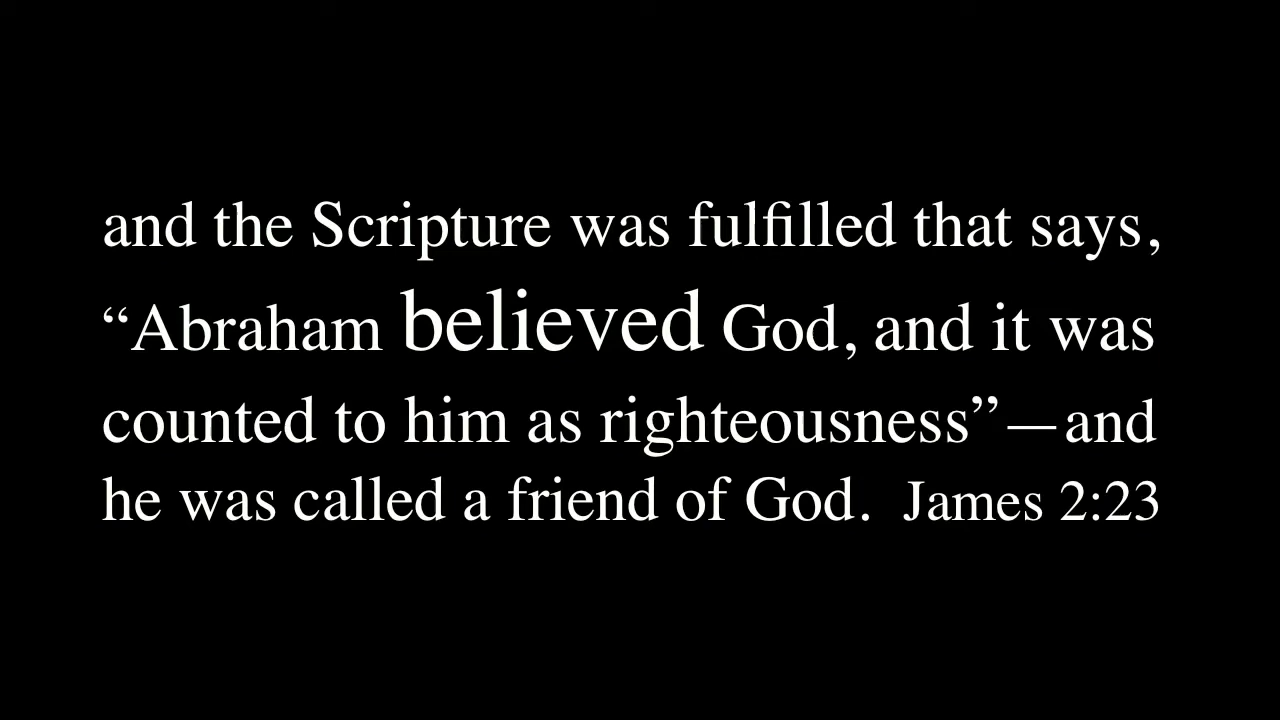 and the Scripture was fulfilled that says,
“Abraham believed God, and it was
counted to him as righteousness”—and
he was called a friend of God.  James 2:23